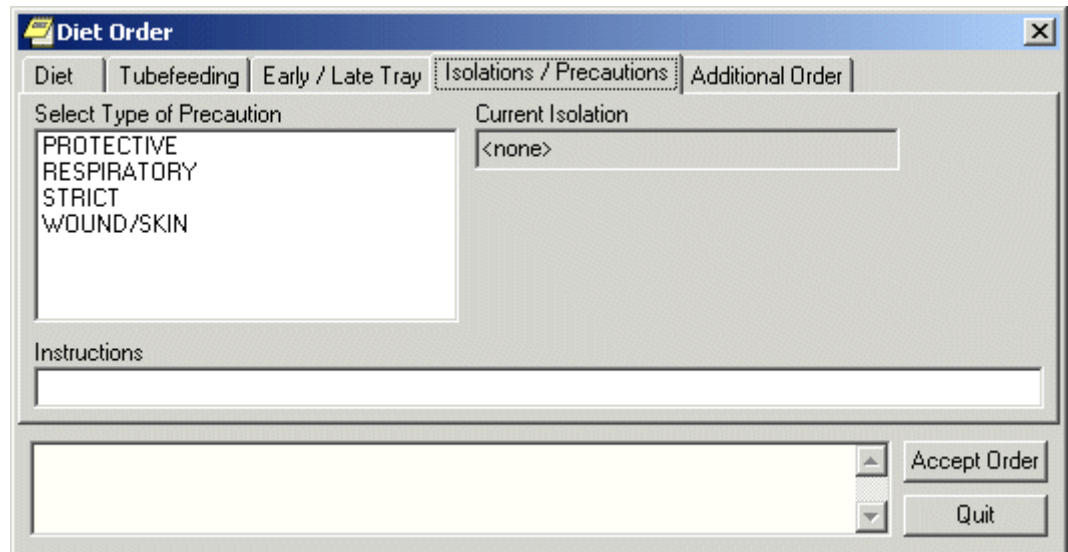 Diet Order
Diet Tubefeeding Early / Late Tray Isolations / Precautions Additional Order
Select Type of Precaution
PROTECTIVE
RESPIRATORY
STRICT
WOUND/SKIN
Current Isolation
<none>
Instructions
Accept Order
Quit